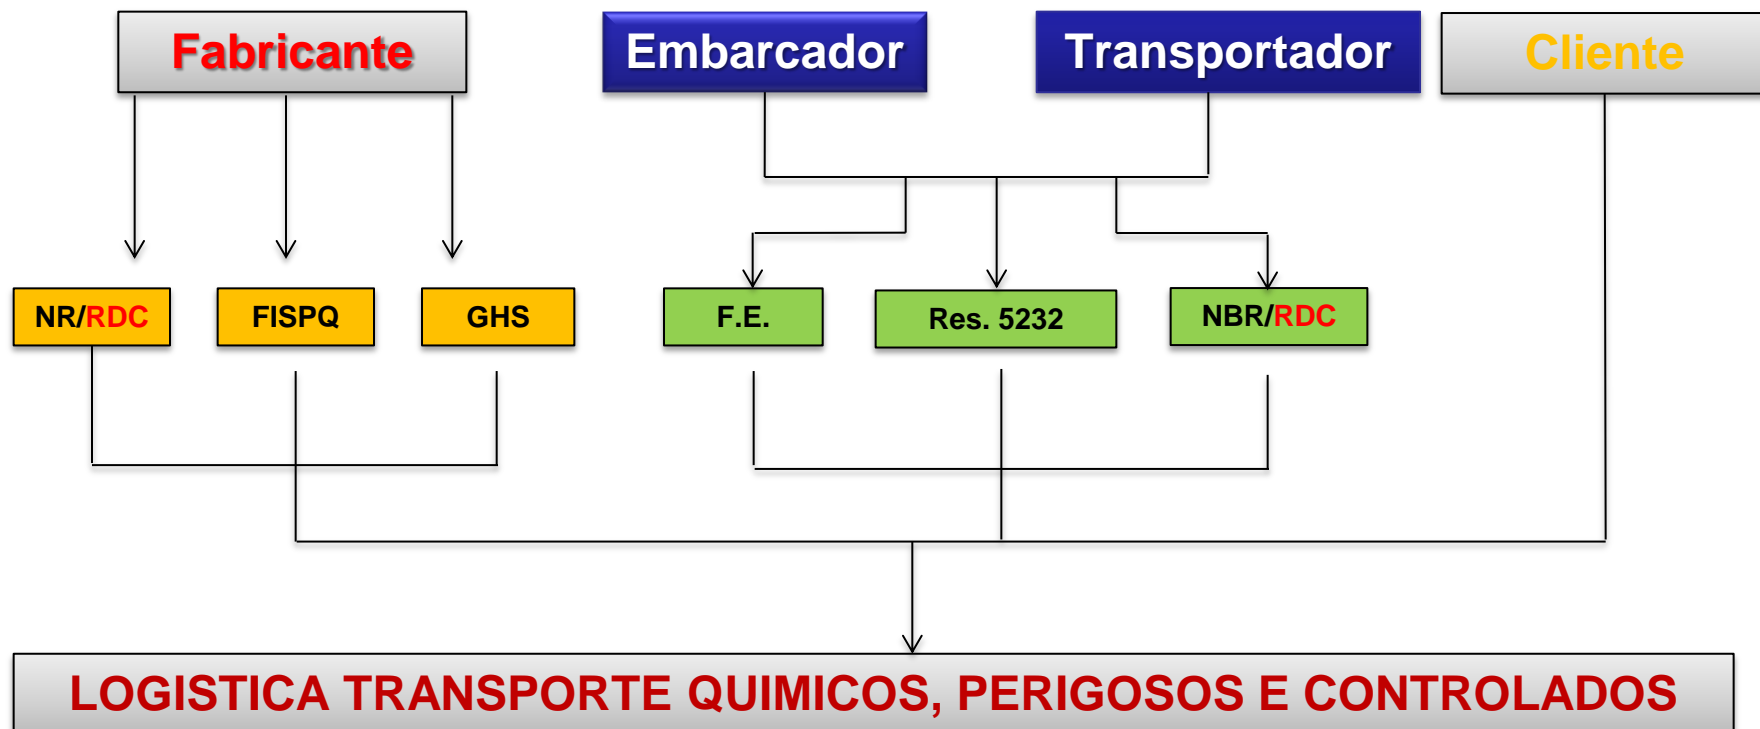 Fabricante
Embarcador
Transportador
Cliente
NR/RDC
FISPQ
GHS
F.E.
Res. 5232
NBR/RDC
LOGISTICA TRANSPORTE QUIMICOS, PERIGOSOS E CONTROLADOS